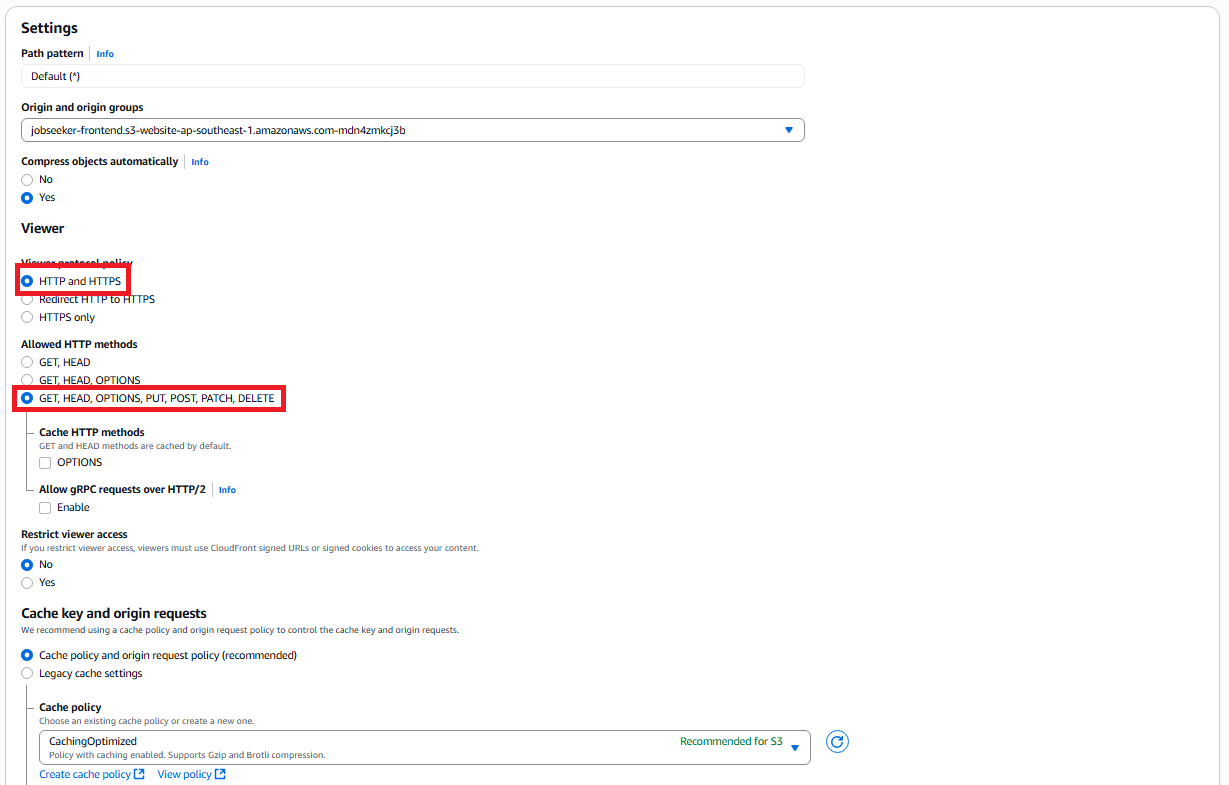 Settings
Path pattern Info
Default (*)
Origin and origin groups
jobseeker-frontend.s3-website-ap-southeast-1.amazonaws.com-mdn4zmkcj3b
Compress objects automatically Info
No
Yes
Viewer
Viewer protocol policy
HTTP and HTTPS
Redirect HTTP to HTTPS
HTTPS only
Allowed HTTP methods
GET, HEAD
GET, HEAD, OPTIONS
GET, HEAD, OPTIONS, PUT, POST, PATCH, DELETE
Cache HTTP methods
GET and HEAD methods are cached by default.
OPTIONS
Allow gRPC requests over HTTP/2 Info
Enable
Restrict viewer access
If you restrict viewer access, viewers must use CloudFront signed URLs or signed cookies to access your content.
No
Yes
Cache key and origin requests
We recommend using a cache policy and origin request policy to control the cache key and origin requests.
Cache policy and origin request policy (recommended)
Legacy cache settings
Cache policy
Choose an existing cache policy or create a new one.
CachingOptimized Recommended for S3
Policy with caching enabled. Supports Gzip and Brotli compression.
Create cache policy View policy